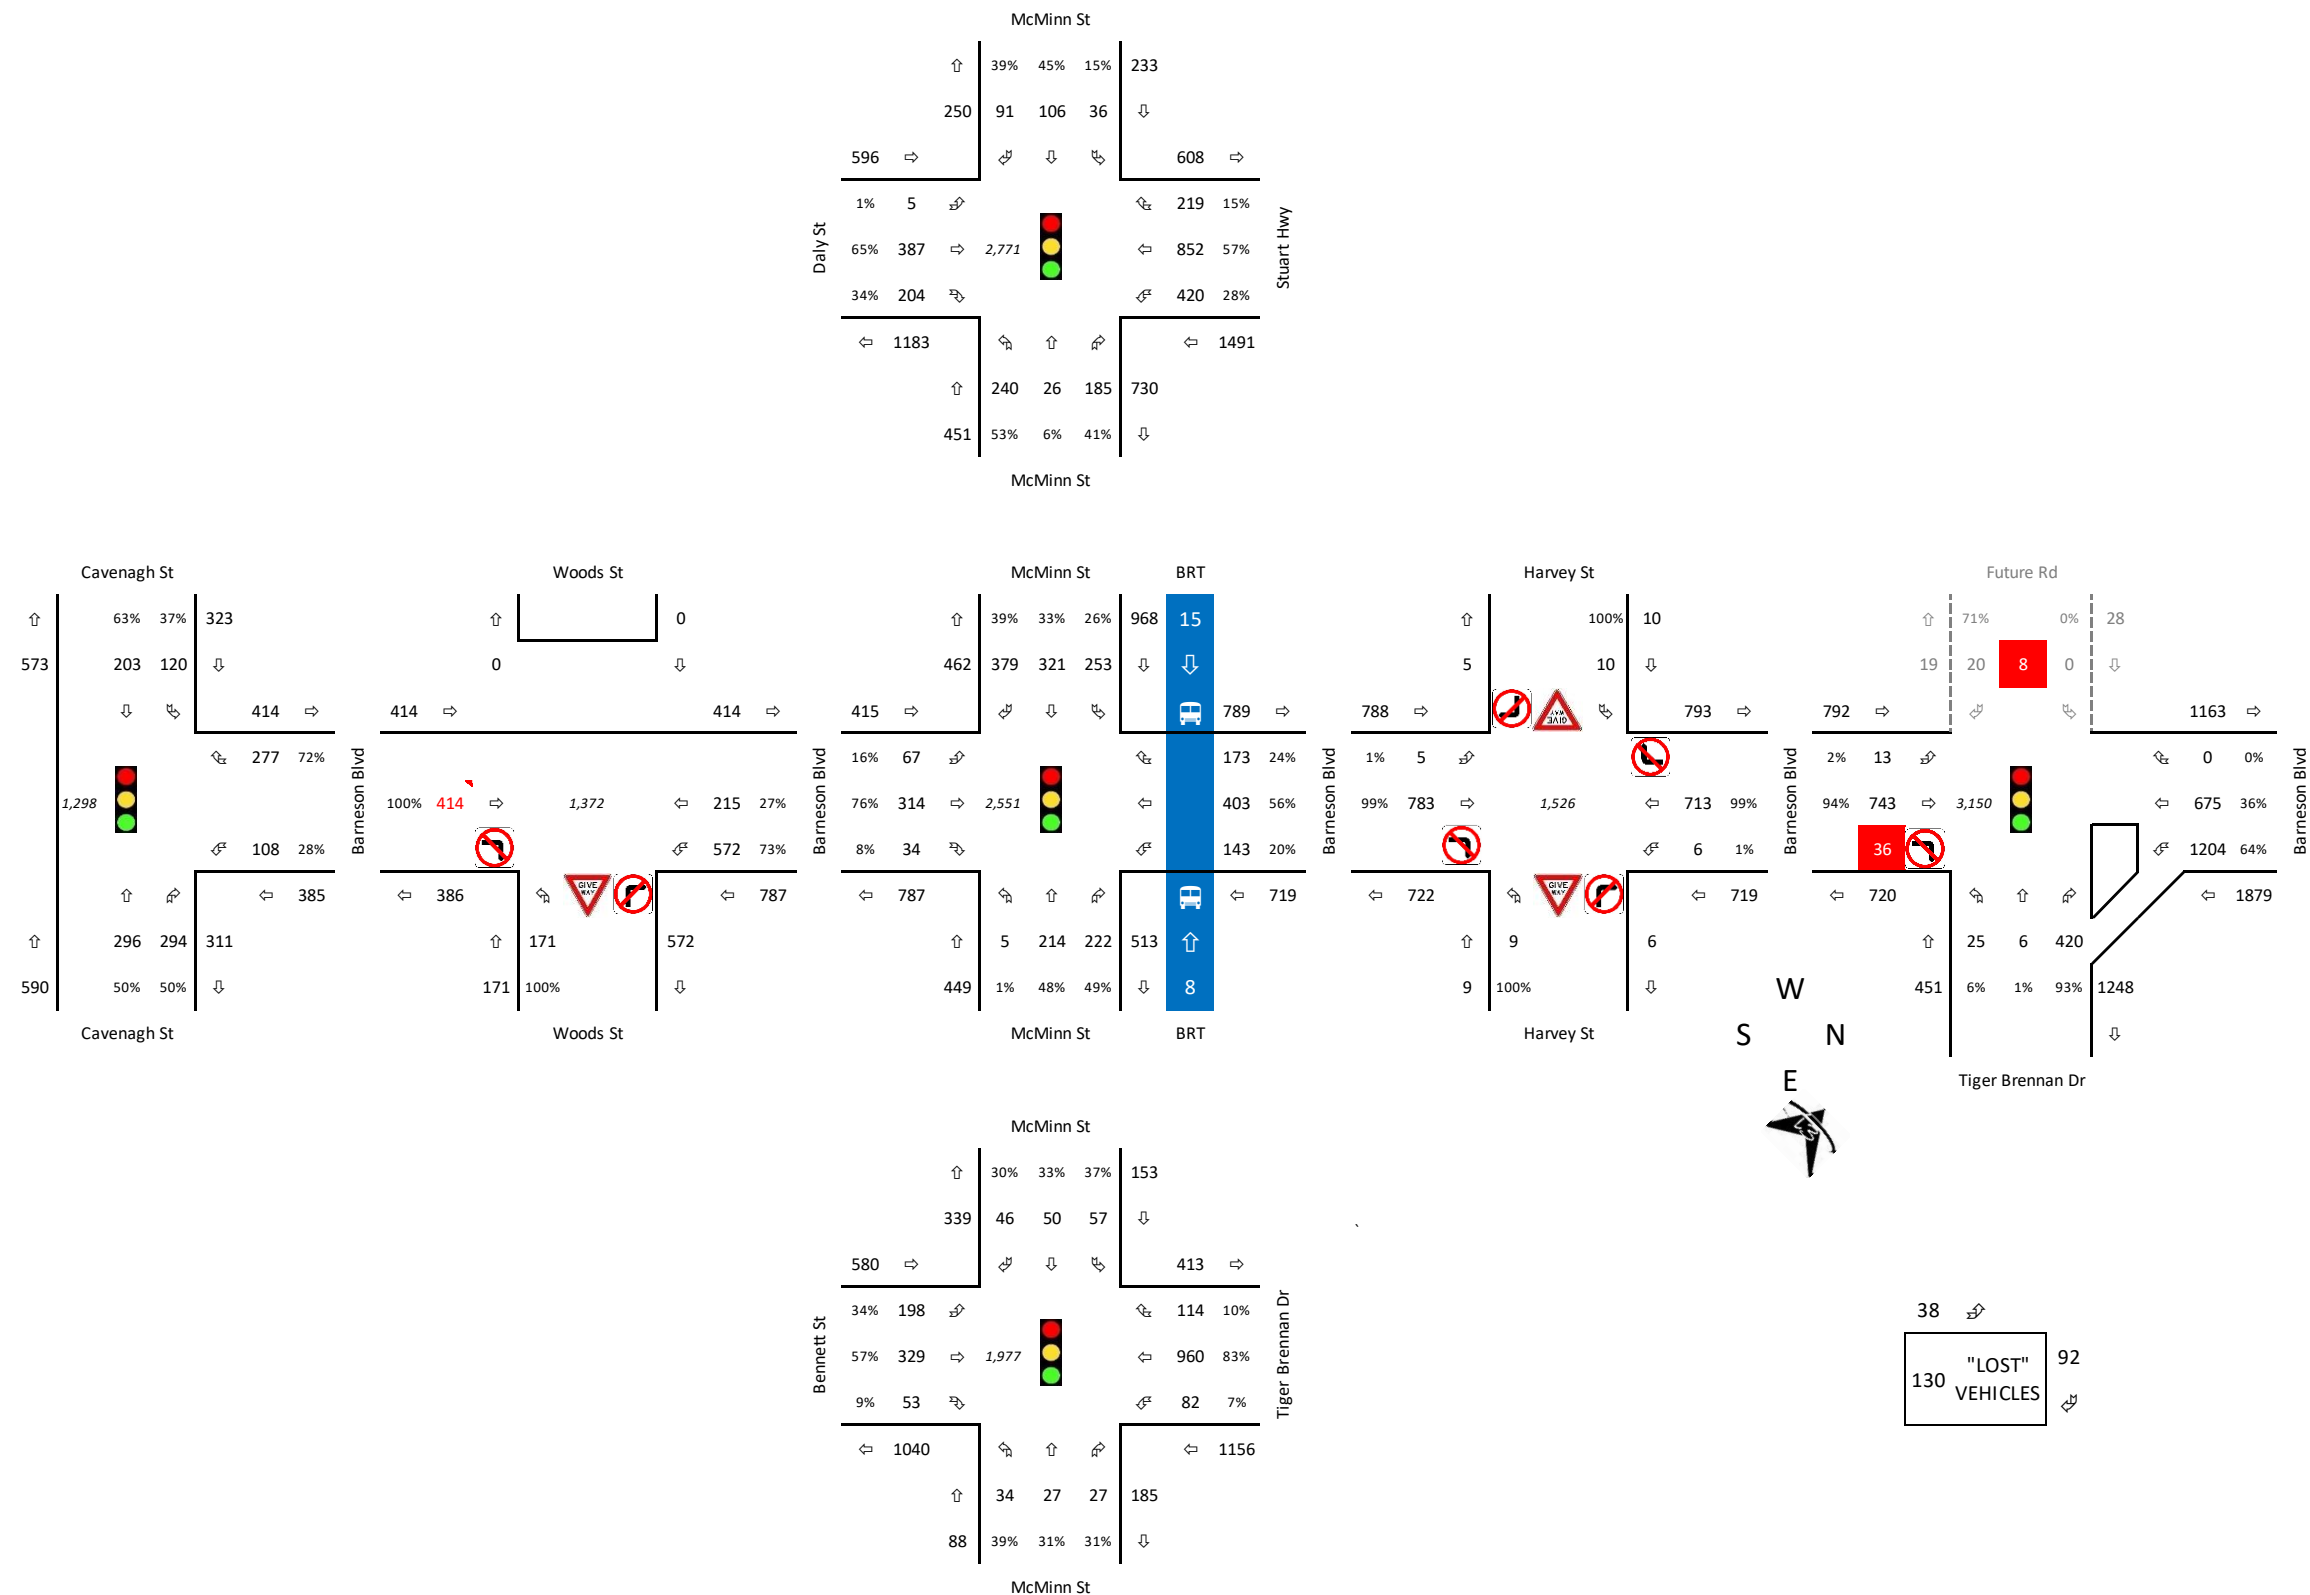 McMinn St
39% 45% 15% 233
250 91 106 36
596 608
1% 5 219 15%
Daly St 65% 387 2,771 852 57% Stuart Hwy
34% 204 420 28%
1183 1491
240 26 185 730
451 53% 6% 41%
McMinn St
Cavenagh St
63% 37% 323
573 203 120
414
277 72%
1,298
108 28%
385
296 294 311
590 50% 50%
Cavenagh St
Barneson Blvd
Woods St
0
0
414 414
100% 414 1,372 215 27%
572 73%
386 GIVE WAY 787
171 572
171 100%
Woods St
Barneson Blvd
McMinn St BRT
39% 33% 26% 968 15
462 379 321 253
415 789
16% 67 173 24%
76% 314 2,551 403 56%
8% 34 143 20%
787 719
5 214 222 513
449 1% 48% 49% 8
McMinn St BRT
Barneson Blvd
Harvey St
100% 10
5 10
788 GIVE WAY 793
1% 5
99% 783 1,526 713 99%
6 1%
722 GIVE WAY 719
9 6
9 100%
Harvey St
Barneson Blvd
Future Rd
71% 0% 28
19 20 8 0
792 1163
2% 13 0 0%
94% 743 3,150 675 36%
36 1204 64%
720 1879
25 6 420
451 6% 1% 93% 1248
Tiger Brennan Dr
Barneson Blvd
W
S N
E
McMinn St
30% 33% 37% 153
339 46 50 57
580 413
34% 198 114 10%
Bennett St 57% 329 1,977 960 83% Tiger Brennan Dr
9% 53 82 7%
1040 1156
34 27 27 185
88 39% 31% 31%
McMinn St
38
130 "LOST" 92
VEHICLES